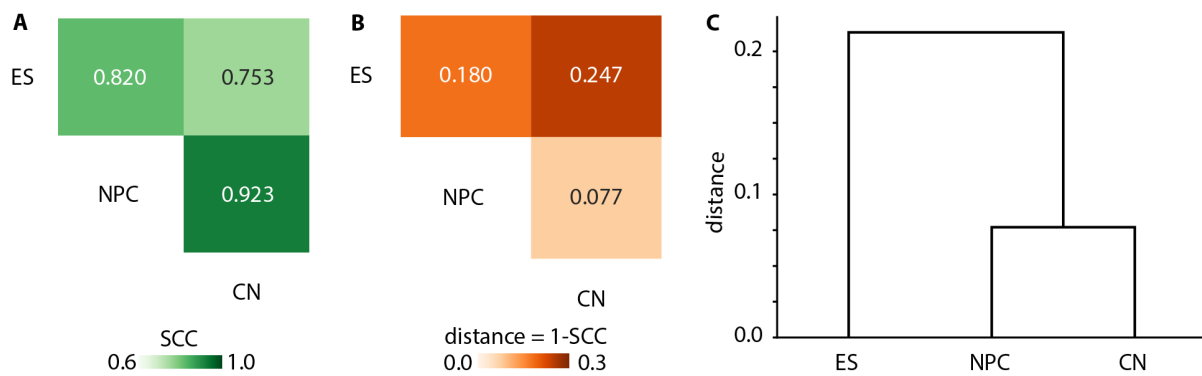 A
ES
0.820
0.753
NPC
0.923
CN
SCC
0.6
1.0
B
ES
0.180
0.247
NPC
0.077
CN
distance = 1-SCC
0.0
0.3
C
distance
0.2
0.1
0.0
ES
NPC
CN